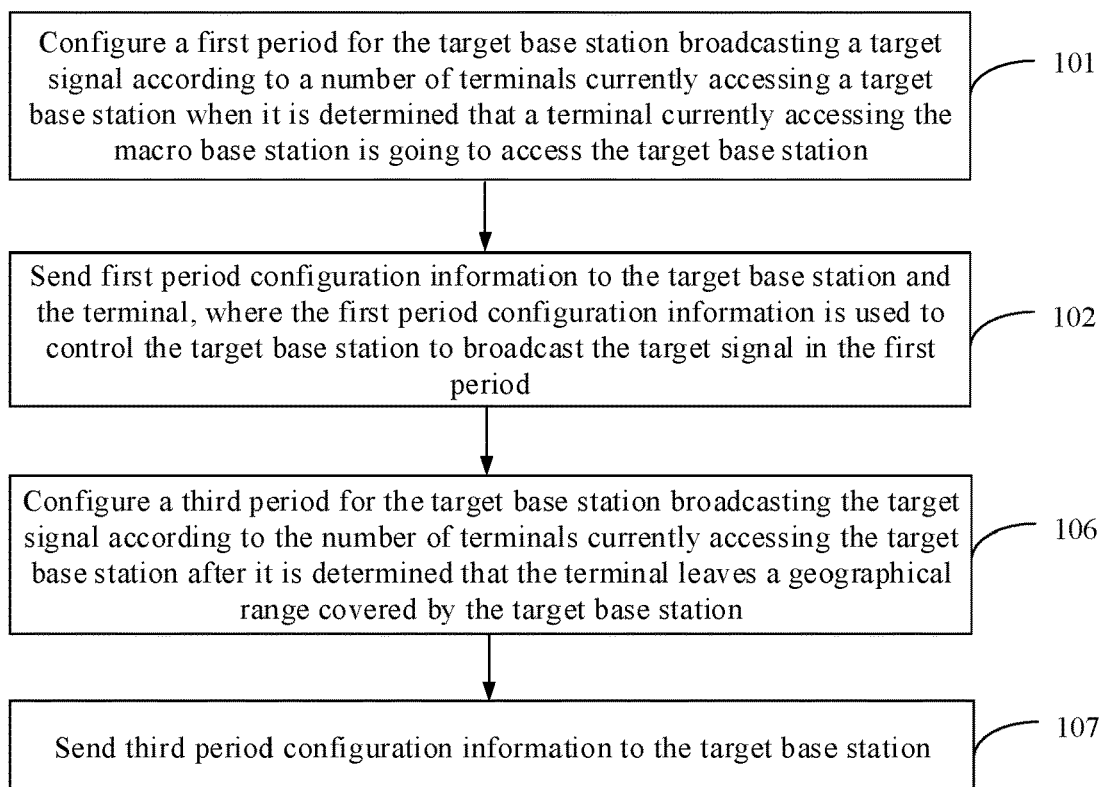 Configure a first period for the target base station broadcasting a target
signal according to a number of terminals currently accessing a target
base station when it is determined that a terminal currently accessing the
macro base station is going to access the target base station
101
Send first period configuration information to the target base station and
the terminal, where the first period configuration information is used to
control the target base station to broadcast the target signal in the first
period
102
Configure a third period for the target base station broadcasting the target
signal according to the number of terminals currently accessing the target
base station after it is determined that the terminal leaves a geographical
range covered by the target base station
106
Send third period configuration information to the target base station
107